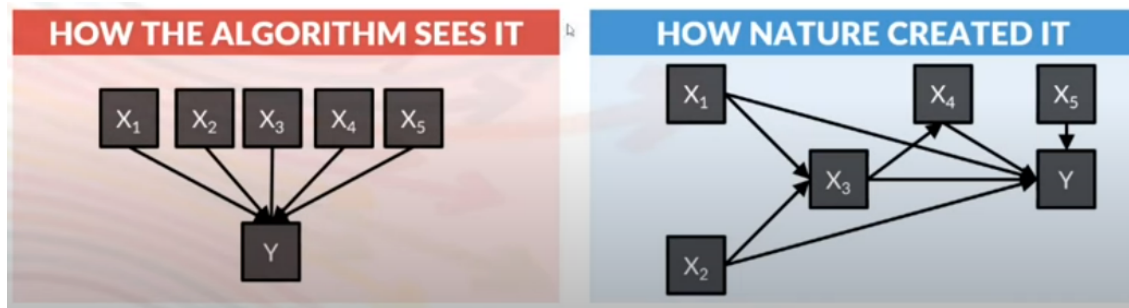 HOW THE ALGORITHM SEES IT
X₁ X₂ X₃ X₄ X₅
Y
HOW NATURE CREATED IT
X₁ X₄ X₅
X₃ Y
X₂